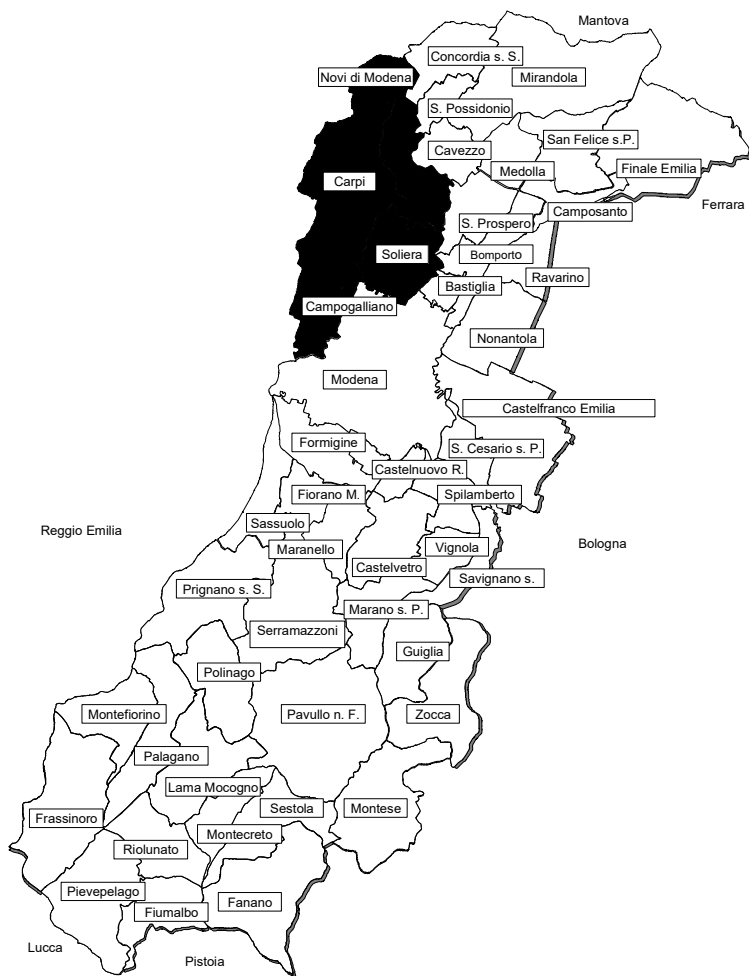 Mantova
Concordia s. S.
Novi di Modena
Mirandola
S. Possidonio
San Felice s.P.
Cavezzo
Medolla
Finale Emilia
Carpi
Ferrara
Camposanto
S. Prospero
Soliera
Bomporto
Ravarino
Bastiglia
Campogalliano
Nonantola
Modena
Castelfranco Emilia
Formigine
S. Cesario s. P.
Castelnuovo R.
Fiorano M.
Spilamberto
Sassuolo
Reggio Emilia
Bologna
Maranello
Vignola
Castelvetro
Savignano s.
Prignano s. S.
Marano s. P.
Serramazzoni
Guiglia
Polinago
Montefiorino
Pavullo n. F.
Zocca
Palagano
Lama Mocogno
Sestola
Montese
Frassinoro
Montecreto
Riolunato
Pievepelago
Fanano
Fiumalbo
Lucca
Pistoia